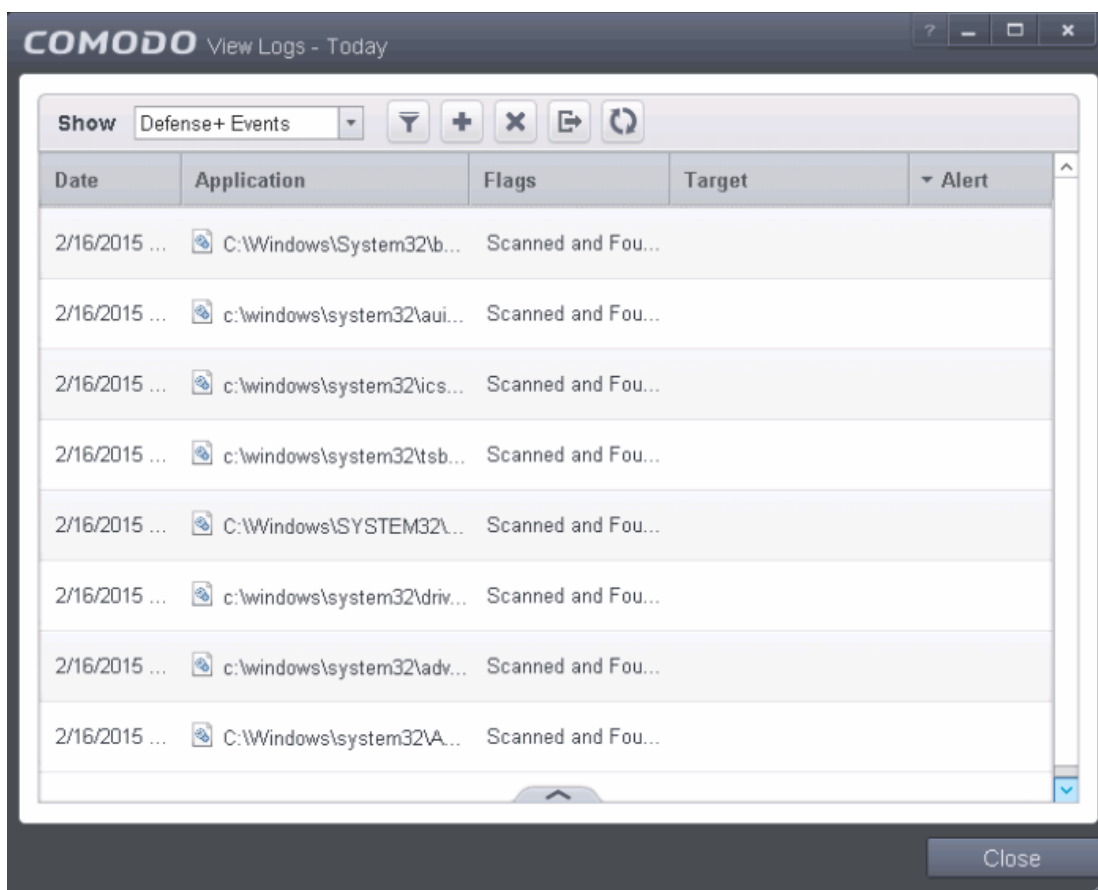 COMODO View Logs - Today
?
Show Defense+ Events
Date Application Flags Target Alert
2/16/2015 ... C:\Windows\System32\b... Scanned and Fou...
2/16/2015 ... c:\windows\system32\aui... Scanned and Fou...
2/16/2015 ... c:\windows\system32\ics... Scanned and Fou...
2/16/2015 ... c:\windows\system32\tsb... Scanned and Fou...
2/16/2015 ... C:\Windows\SYSTEM32\... Scanned and Fou...
2/16/2015 ... c:\windows\system32\driv... Scanned and Fou...
2/16/2015 ... c:\windows\system32\adv... Scanned and Fou...
2/16/2015 ... C:\Windows\system32\A... Scanned and Fou...
Close